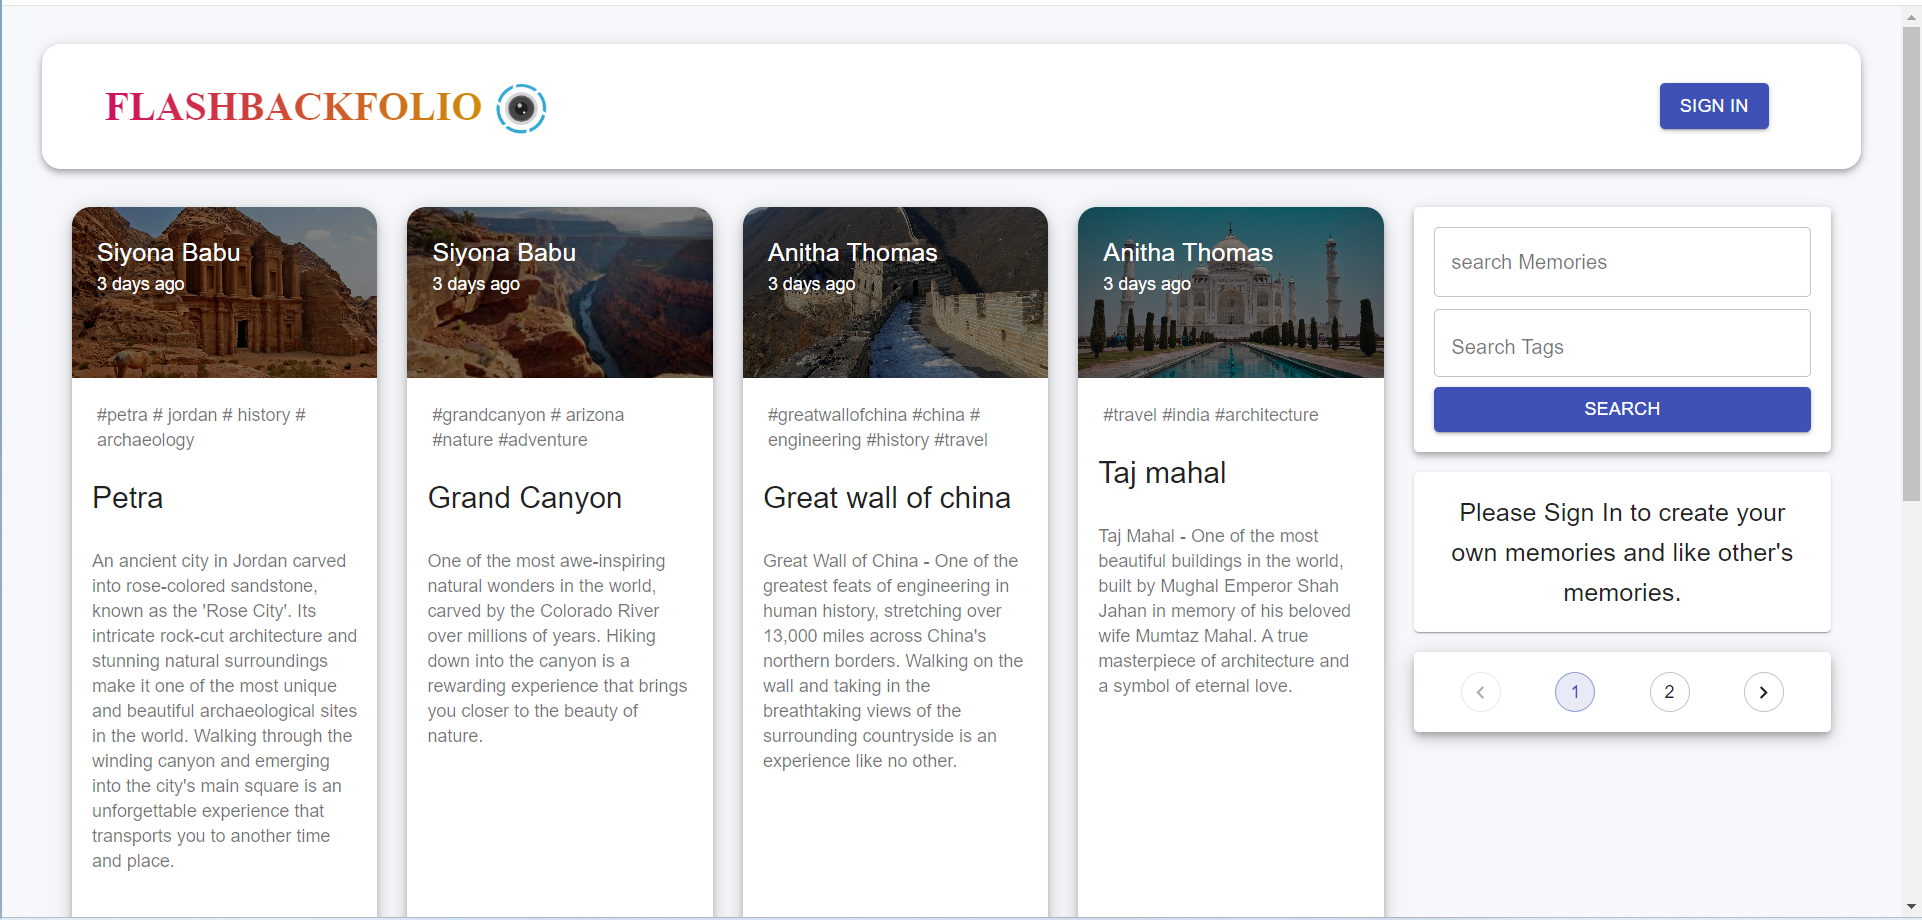 FLASHBACKFOLIO
SIGN IN
Siyona Babu
3 days ago
#petra # jordan # history #
archaeology
Petra
An ancient city in Jordan carved
into rose-colored sandstone,
known as the 'Rose City'. Its
intricate rock-cut architecture and
stunning natural surroundings
make it one of the most unique
and beautiful archaeological sites
in the world. Walking through the
winding canyon and emerging
into the city's main square is an
unforgettable experience that
transports you to another time
and place.
Siyona Babu
3 days ago
#grandcanyon # arizona
#nature #adventure
Grand Canyon
One of the most awe-inspiring
natural wonders in the world,
carved by the Colorado River
over millions of years. Hiking
down into the canyon is a
rewarding experience that brings
you closer to the beauty of
nature.
Anitha Thomas
3 days ago
#greatwallofchina #china #
engineering #history #travel
Great wall of china
Great Wall of China - One of the
greatest feats of engineering in
human history, stretching over
13,000 miles across China's
northern borders. Walking on the
wall and taking in the
breathtaking views of the
surrounding countryside is an
experience like no other.
Anitha Thomas
3 days ago
#travel #india #architecture
Taj mahal
Taj Mahal - One of the most
beautiful buildings in the world,
built by Mughal Emperor Shah
Jahan in memory of his beloved
wife Mumtaz Mahal. A true
masterpiece of architecture and
a symbol of eternal love.
search Memories
Search Tags
SEARCH
Please Sign In to create your
own memories and like other's
memories.
1 2